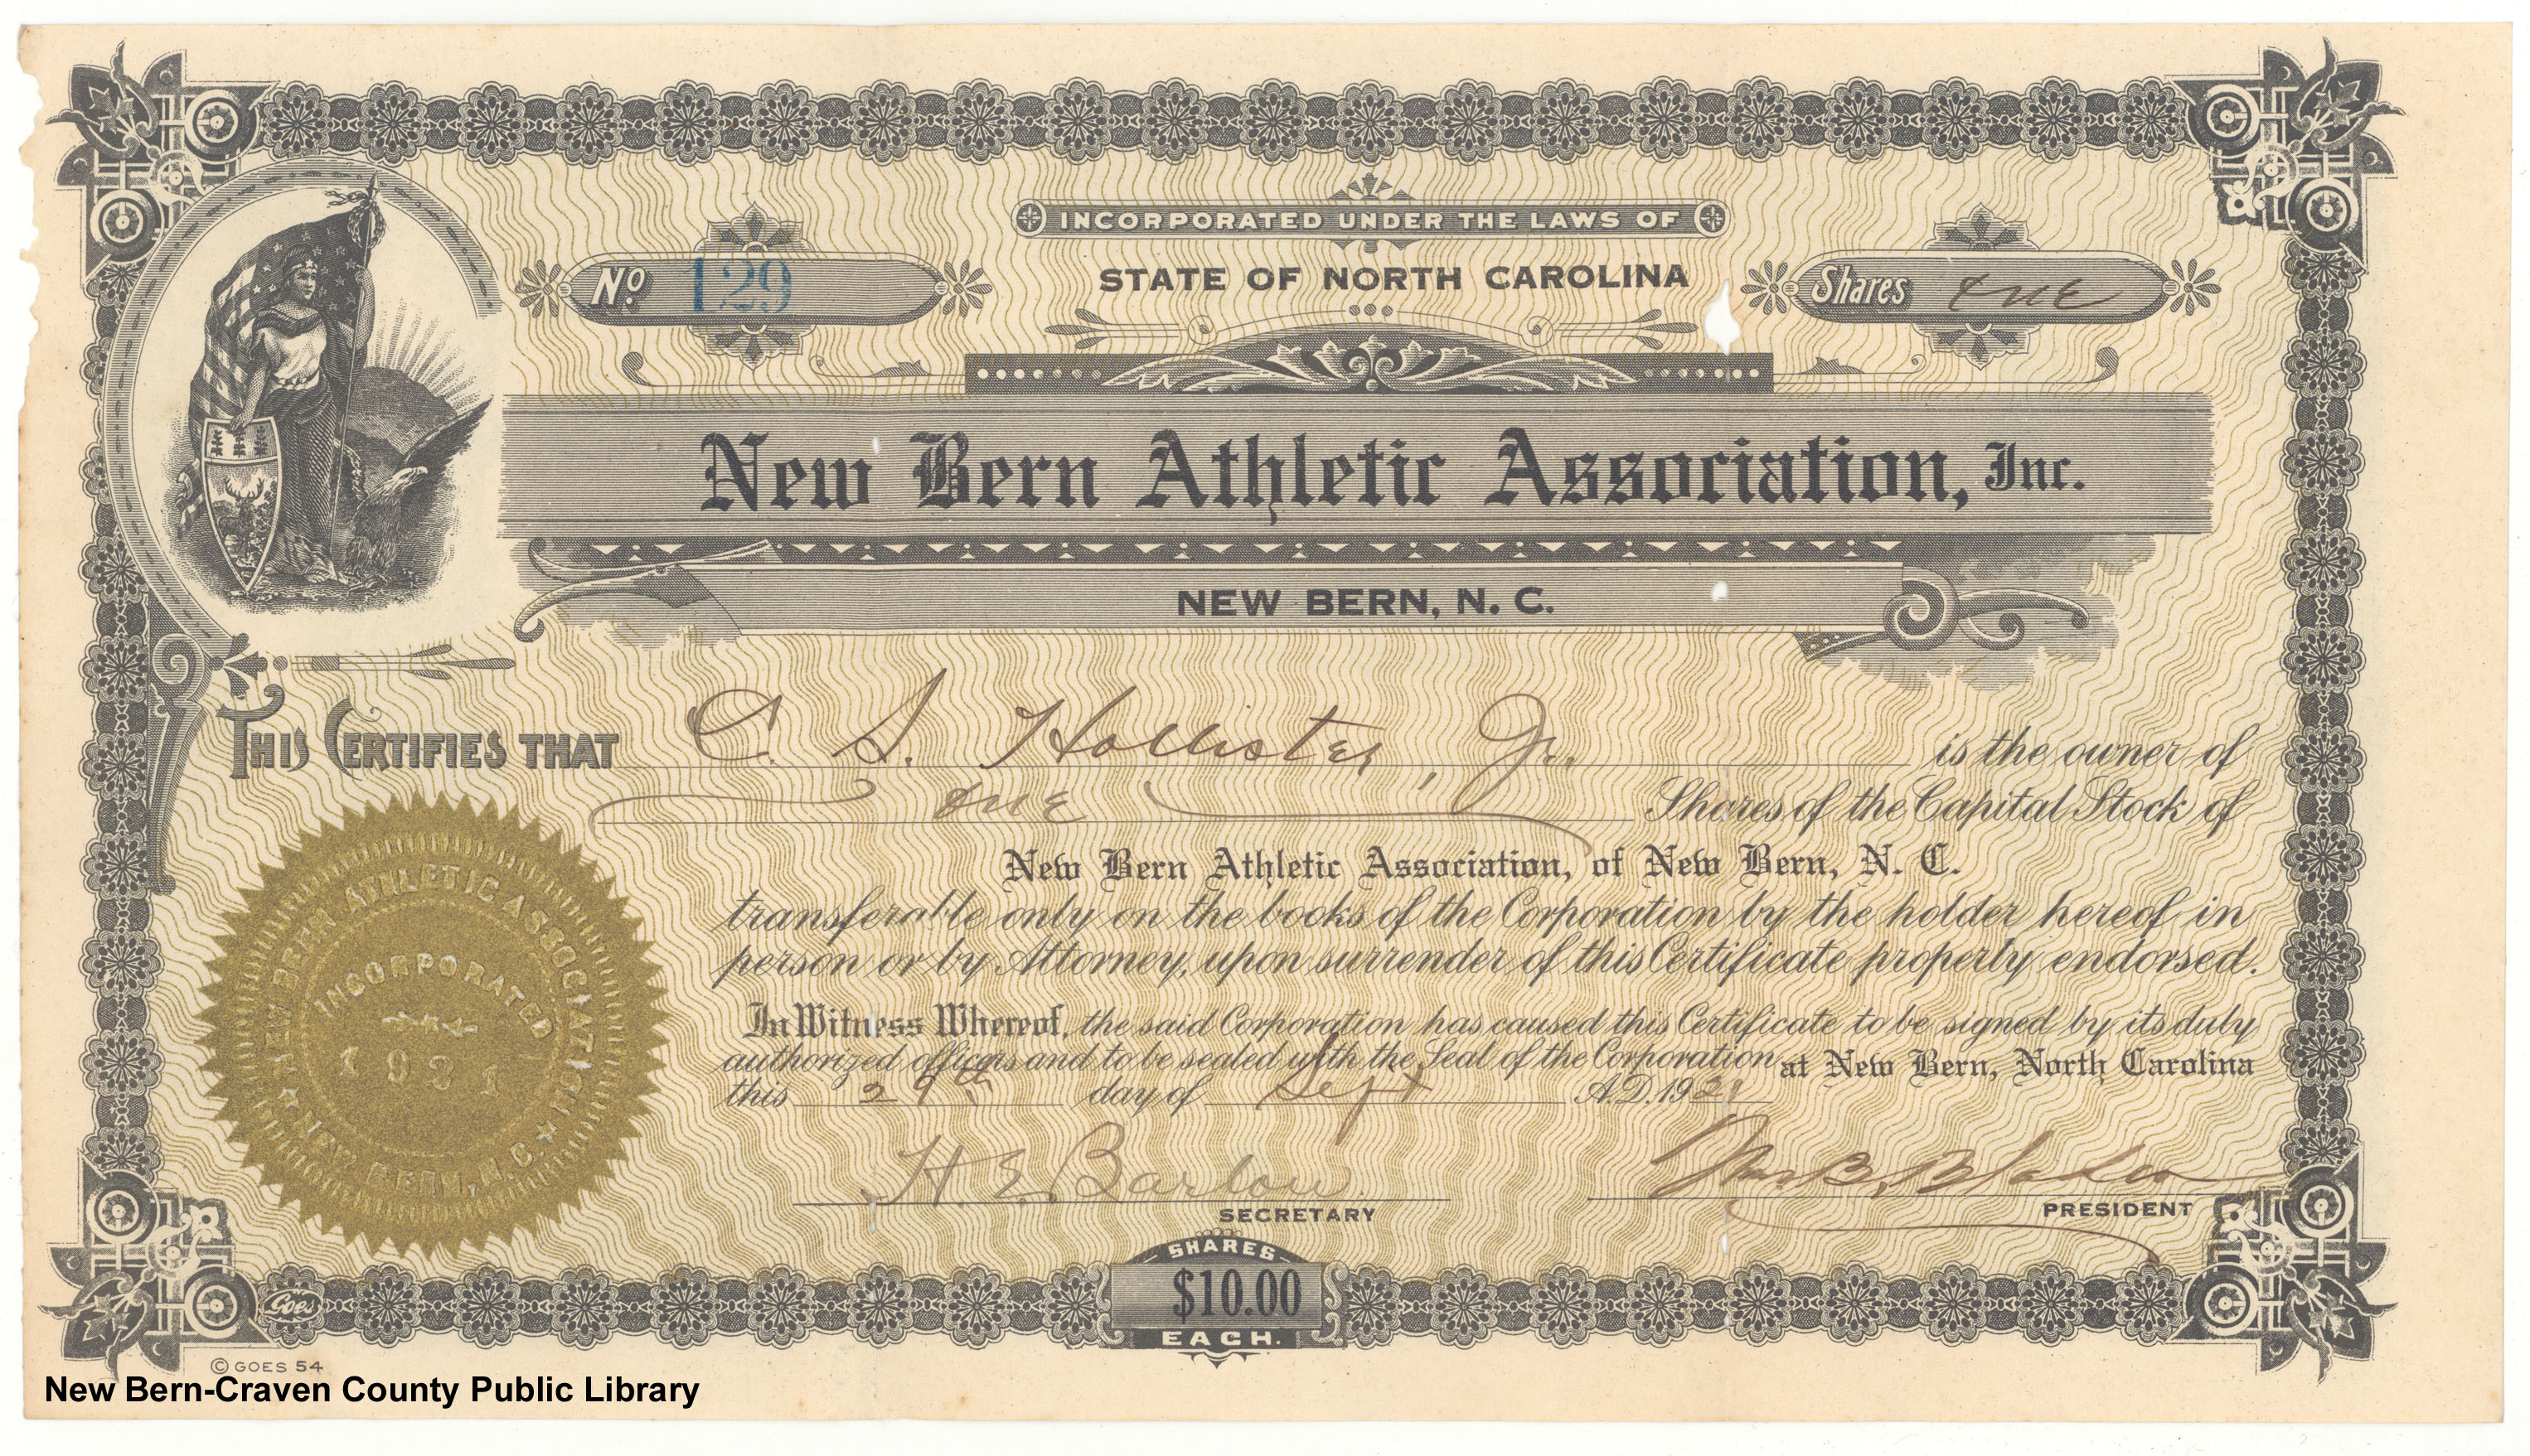 INCORPORATED UNDER THE LAWS OF
No. 129
STATE OF NORTH CAROLINA
Shares one
New Bern Athletic Association, Inc.
NEW BERN, N. C.
THIS CERTIFIES THAT C. S. Hollister, Jr. is the owner of
one Shares of the Capital Stock of
New Bern Athletic Association, of New Bern, N. C.
transferable only on the books of the Corporation by the holder hereof in
person or by Attorney, upon surrender of this Certificate properly endorsed.
In Witness Whereof, the said Corporation has caused this Certificate to be signed by its duly
authorized officers and to be sealed with the Seal of the Corporation at New Bern, North Carolina
this 29th day of Sept A.D. 1921
NEW BERN ATHLETIC ASSOCIATION
INCORPORATED
1921
NEW BERN, N.C.
H E Barlow
SECRETARY
Wm B. Blades
PRESIDENT
SHARES
$10.00
EACH.
Goes
© GOES 54
New Bern-Craven County Public Library